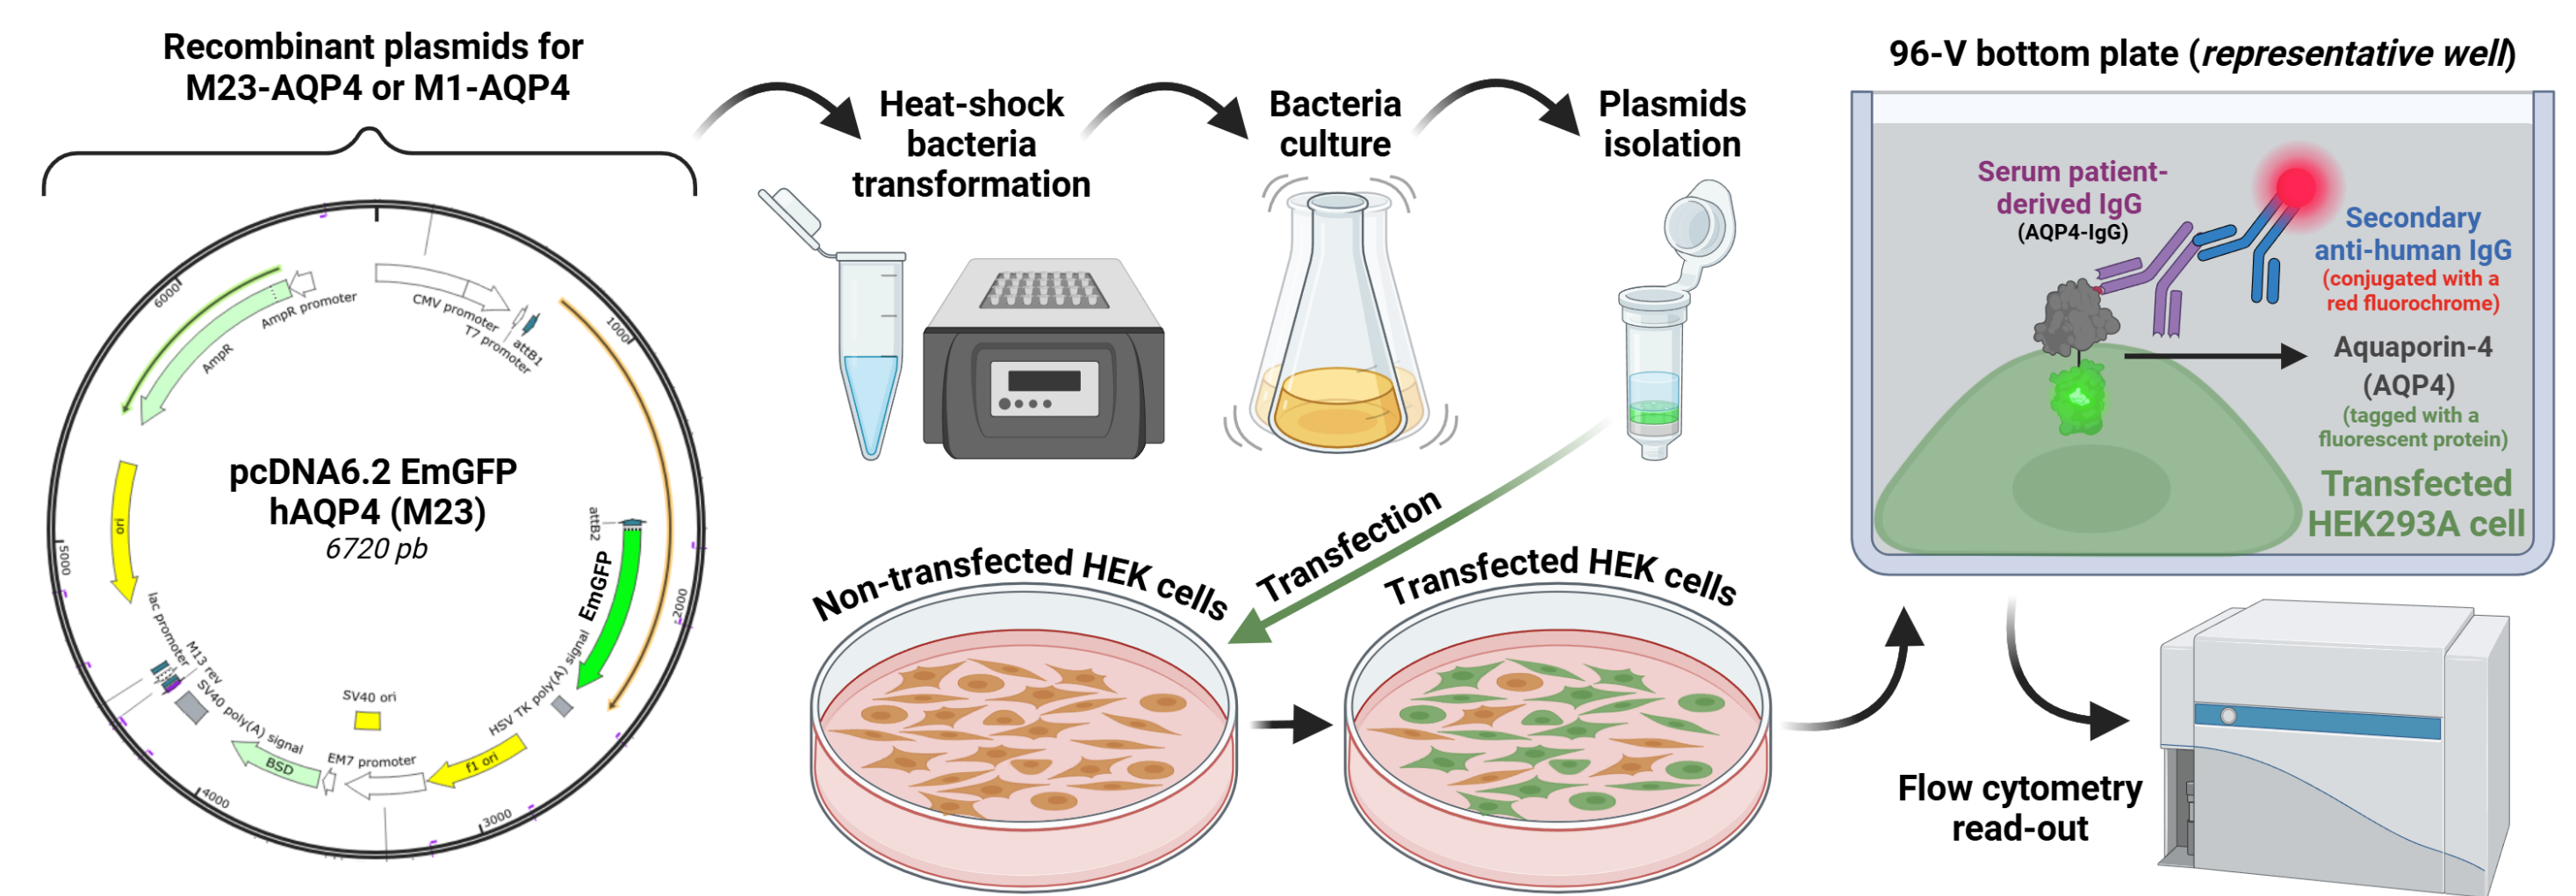 Recombinant plasmids for
M23-AQP4 or M1-AQP4
6000
AmpR promoter
AmpR
CMV promoter
T7 promoter
attB1
1000
ori
pcDNA6.2 EmGFP
hAQP4 (M23)
6720 pb
attB2
EmGFP
5000
2000
lac promoter
M13 rev
SV40 poly(A) signal
SV40 ori
HSV TK poly(A) signal
BSD
EM7 promoter
f1 ori
4000
3000
Heat-shock
bacteria
transformation
Bacteria
culture
Plasmids
isolation
Transfection
Non-transfected HEK cells
Transfected HEK cells
96-V bottom plate (representative well)
Serum patient-
derived IgG
(AQP4-IgG)
Secondary
anti-human IgG
(conjugated with a
red fluorochrome)
Aquaporin-4
(AQP4)
(tagged with a
fluorescent protein)
Transfected
HEK293A cell
Flow cytometry
read-out